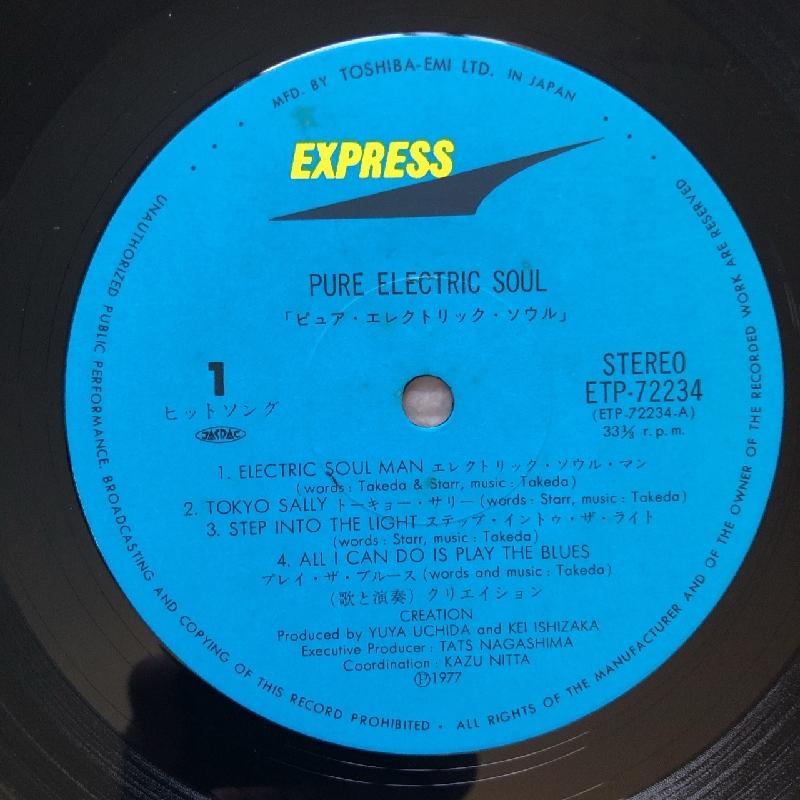 MFD. BY TOSHIBA-EMI LTD. IN JAPAN
EXPRESS
PURE ELECTRIC SOUL
「ピュア・エレクトリック・ソウル」
1
ヒットソング
JASRAC
STEREO
ETP-72234
(ETP-72234-A)
33⅓ r.p.m.
1. ELECTRIC SOUL MAN エレクトリック・ソウル・マン
(words : Takeda & Starr, music : Takeda)
2. TOKYO SALLY トーキョー・サリー (words : Starr, music : Takeda)
3. STEP INTO THE LIGHT ステップ・イントゥ・ザ・ライト
(words : Starr, music : Takeda)
4. ALL I CAN DO IS PLAY THE BLUES
プレイ・ザ・ブルース (words and music : Takeda)
(歌と演奏) クリエイション
CREATION
Produced by YUYA UCHIDA and KEI ISHIZAKA
Executive Producer : TATS NAGASHIMA
Coordination : KAZU NITTA
Ⓟ1977
UNAUTHORIZED PUBLIC PERFORMANCE, BROADCASTING AND COPYING OF THIS RECORD PROHIBITED • ALL RIGHTS OF THE MANUFACTURER AND OF THE OWNER OF THE RECORDED WORK ARE RESERVED